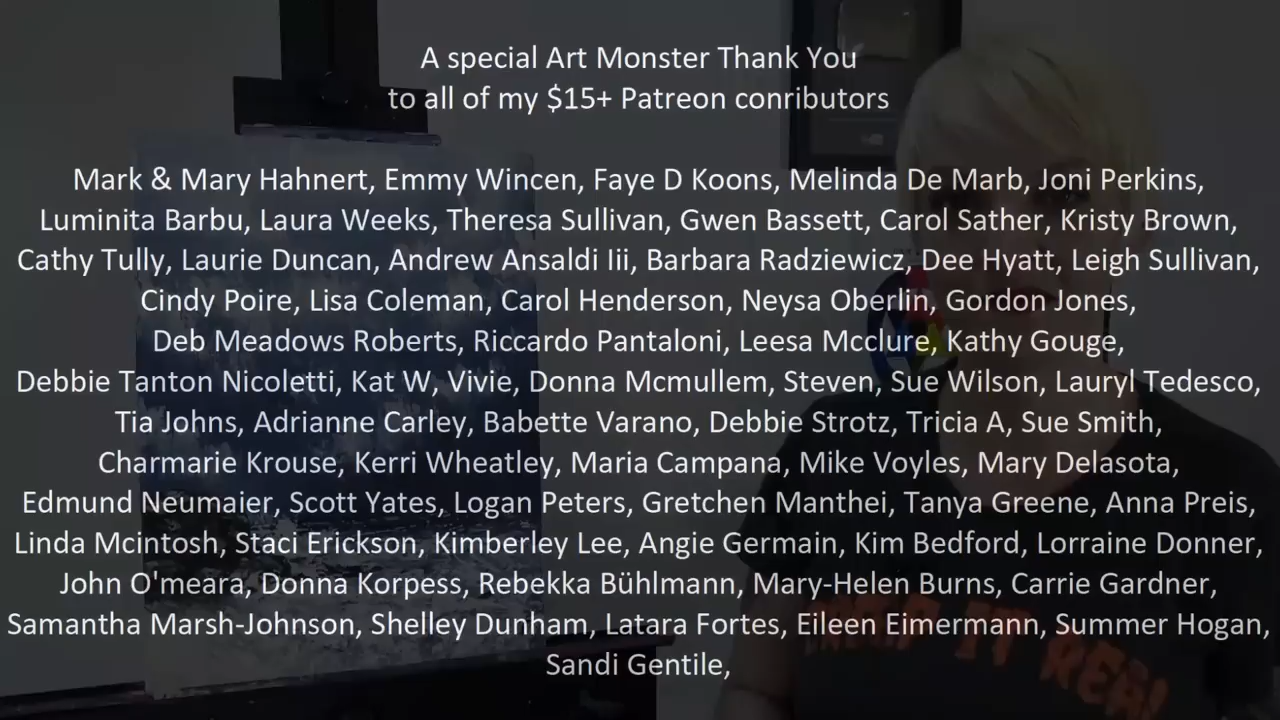 A special Art Monster Thank You
to all of my $15+ Patreon conributors
Mark & Mary Hahnert, Emmy Wincen, Faye D Koons, Melinda De Marb, Joni Perkins,
Luminita Barbu, Laura Weeks, Theresa Sullivan, Gwen Bassett, Carol Sather, Kristy Brown,
Cathy Tully, Laurie Duncan, Andrew Ansaldi Iii, Barbara Radziewicz, Dee Hyatt, Leigh Sullivan,
Cindy Poire, Lisa Coleman, Carol Henderson, Neysa Oberlin, Gordon Jones,
Deb Meadows Roberts, Riccardo Pantaloni, Leesa Mcclure, Kathy Gouge,
Debbie Tanton Nicoletti, Kat W, Vivie, Donna Mcmullem, Steven, Sue Wilson, Lauryl Tedesco,
Tia Johns, Adrianne Carley, Babette Varano, Debbie Strotz, Tricia A, Sue Smith,
Charmarie Krouse, Kerri Wheatley, Maria Campana, Mike Voyles, Mary Delasota,
Edmund Neumaier, Scott Yates, Logan Peters, Gretchen Manthei, Tanya Greene, Anna Preis,
Linda Mcintosh, Staci Erickson, Kimberley Lee, Angie Germain, Kim Bedford, Lorraine Donner,
John O'meara, Donna Korpess, Rebekka Bühlmann, Mary-Helen Burns, Carrie Gardner,
Samantha Marsh-Johnson, Shelley Dunham, Latara Fortes, Eileen Eimermann, Summer Hogan,
Sandi Gentile,
IT